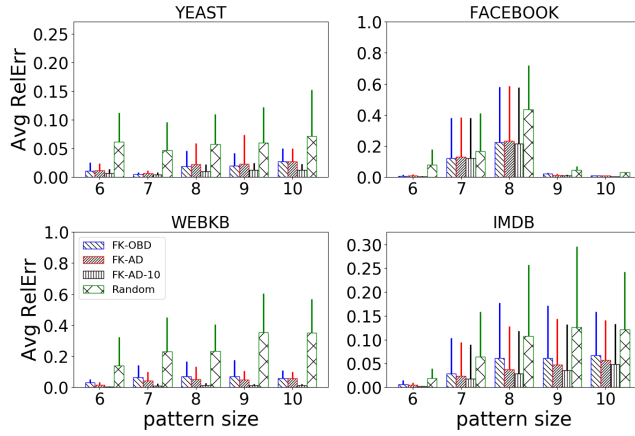 YEAST
Avg RelErr
0.25
0.20
0.15
0.10
0.05
0.00
6 7 8 9 10
FACEBOOK
1.0
0.8
0.6
0.4
0.2
0.0
6 7 8 9 10
WEBKB
Avg RelErr
1.0
0.8
0.6
0.4
0.2
0.0
FK-OBD
FK-AD
FK-AD-10
Random
6 7 8 9 10
pattern size
IMDB
0.30
0.25
0.20
0.15
0.10
0.05
0.00
6 7 8 9 10
pattern size